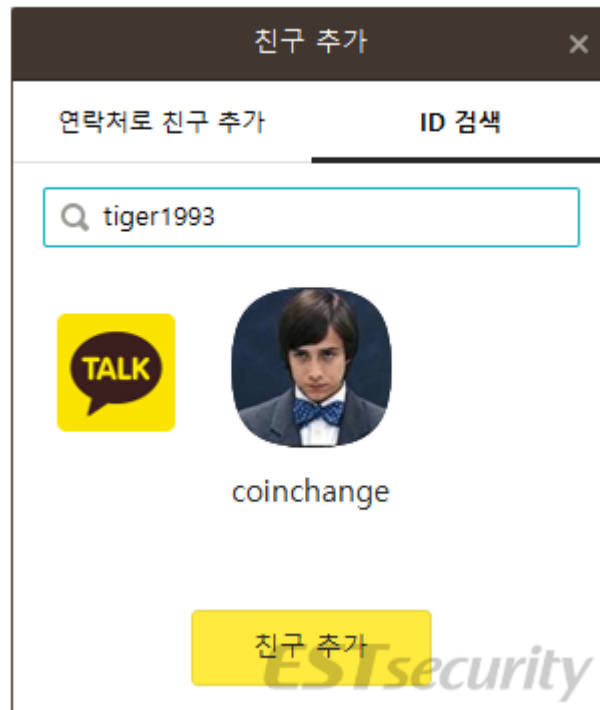 친구 추가
연락처로 친구 추가 ID 검색
tiger1993
TALK
coinchange
친구 추가
ESTsecurity